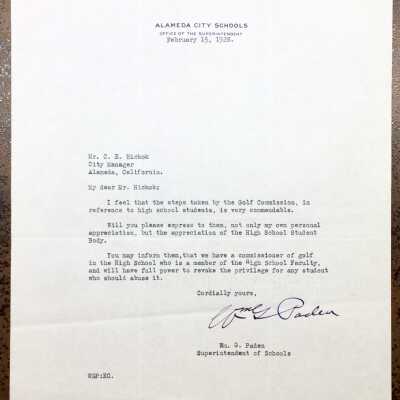 ALAMEDA CITY SCHOOLS
OFFICE OF THE SUPERINTENDENT
February 15, 1928.
Mr. C. E. Hickok
City Manager
Alameda, California.
My dear Mr. Hickok;
I feel that the steps taken by the Golf Commission, in
reference to high school students, is very commendable.
Will you please express to them, not only my own personal
appreciation, but the appreciation of the High School Student
Body.
You may inform them, that we have a commissioner of golf
in the High School who is a member of the High School Faculty,
and will have full power to revoke the privilege for any student
who should abuse it.
Cordially yours,
Wm G Paden
Wm. G. Paden
Superintendent of Schools
WGP:EC.